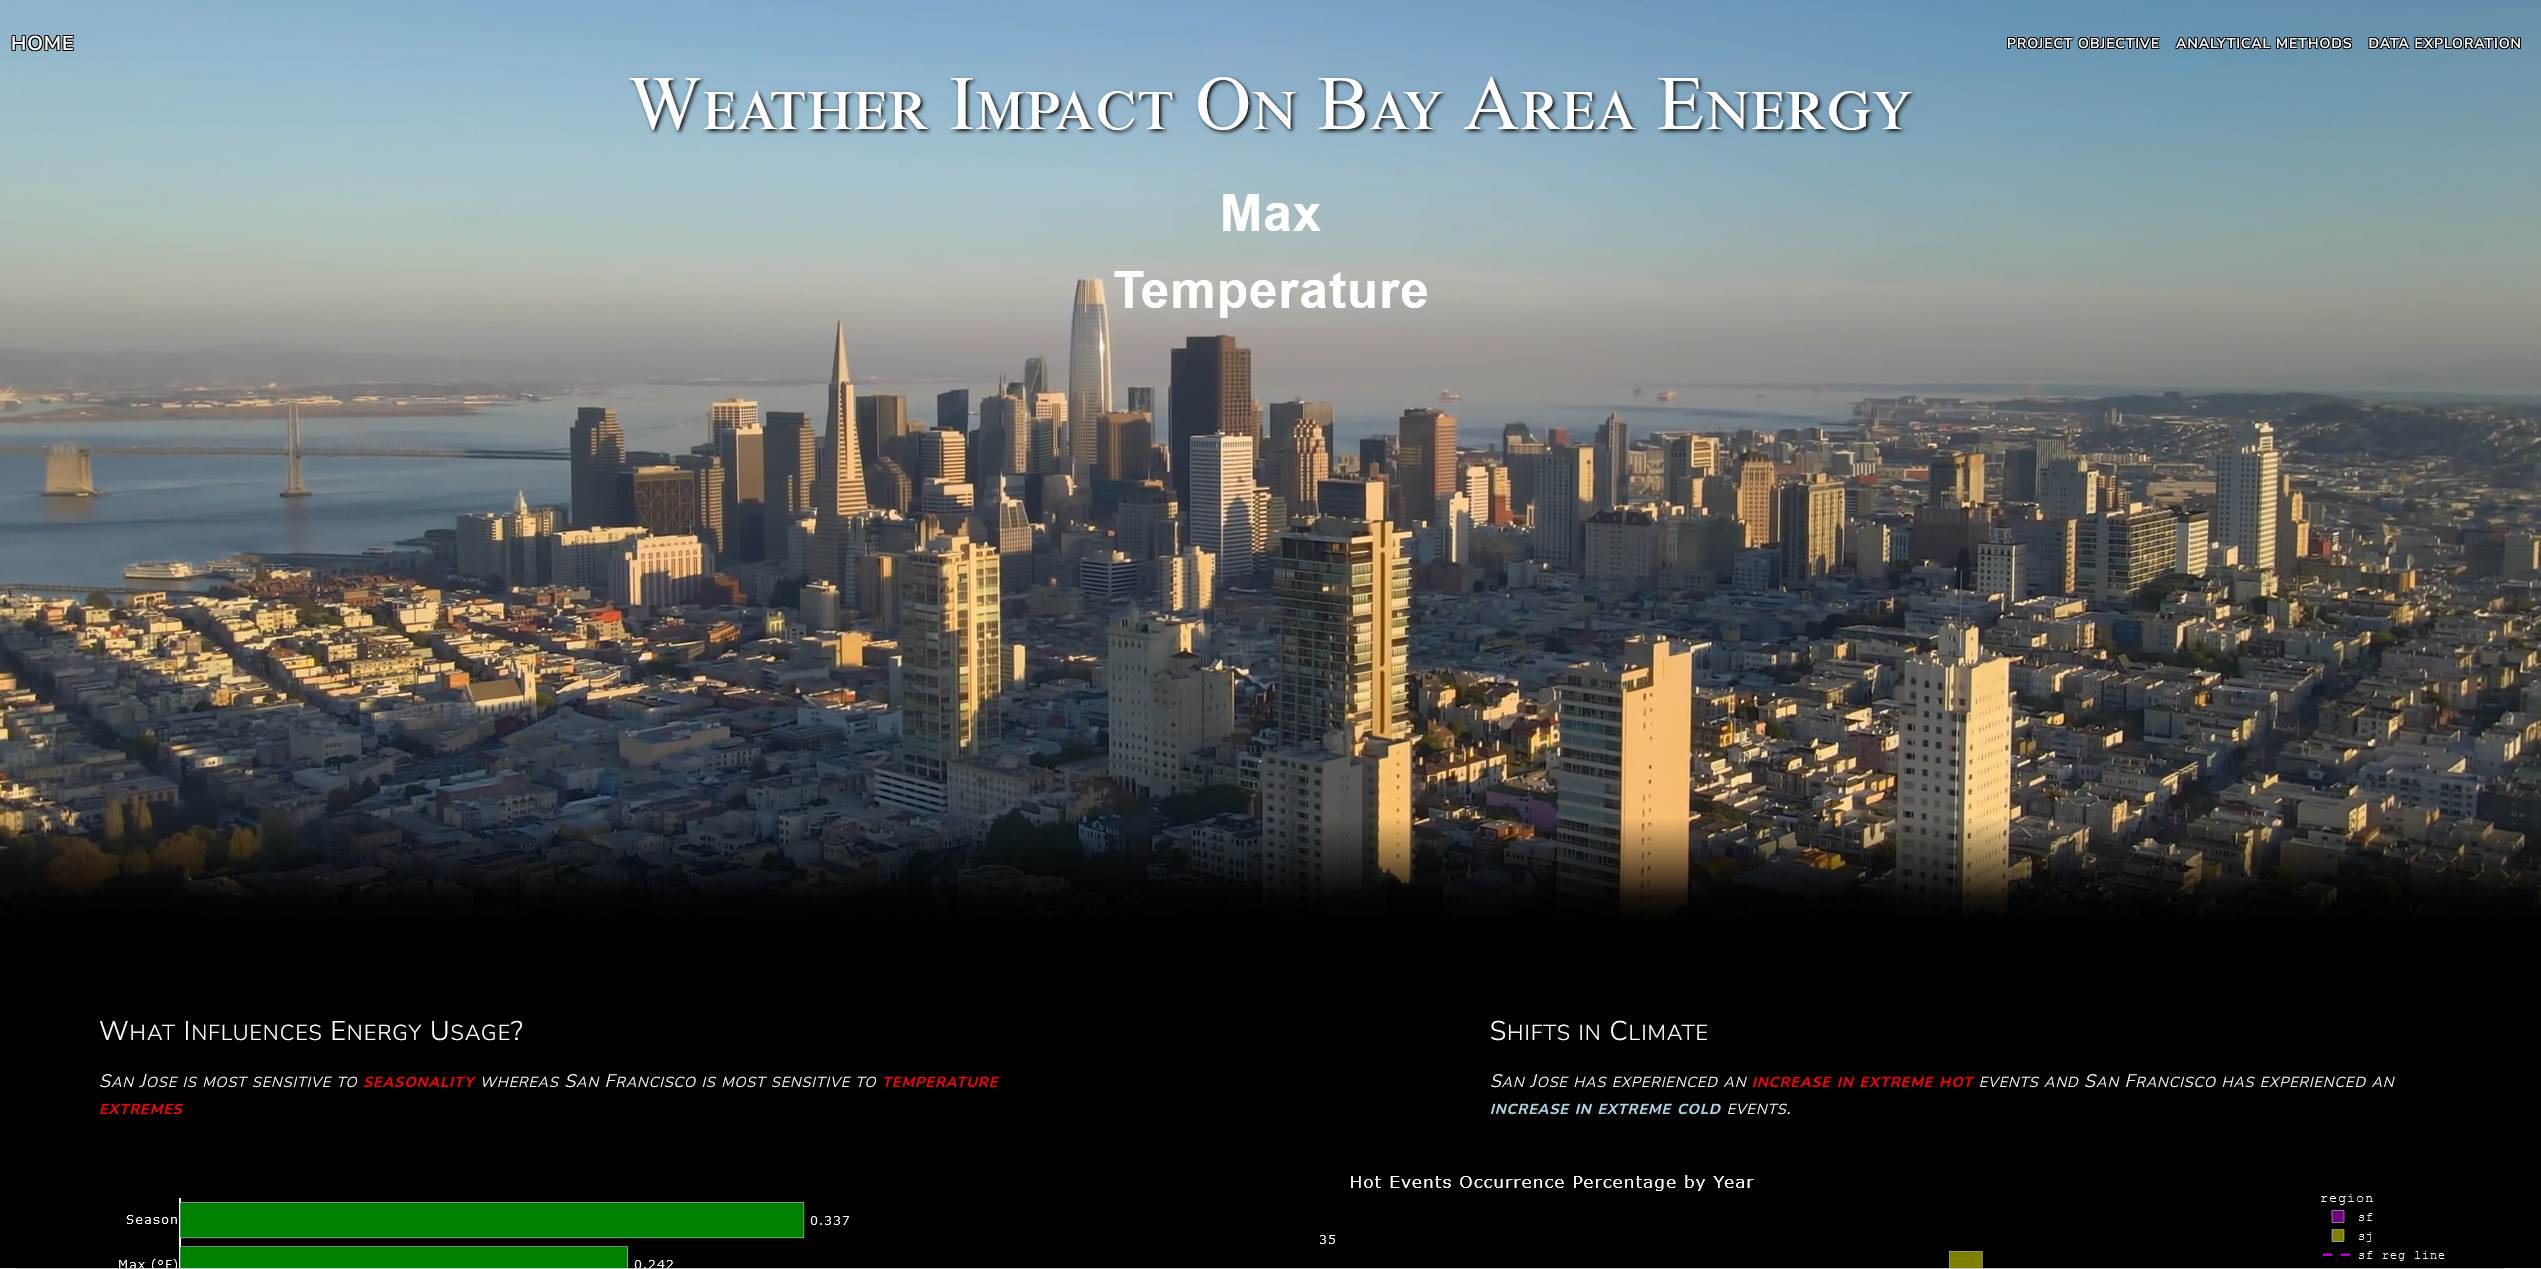 HOME
PROJECT OBJECTIVE
ANALYTICAL METHODS
DATA EXPLORATION
Weather Impact On Bay Area Energy
Max
Temperature
What Influences Energy Usage?
San Jose is most sensitive to seasonality whereas San Francisco is most sensitive to temperature
extremes
Season
0.337
Max (°F)
0.242
Shifts in Climate
San Jose has experienced an increase in extreme hot events and San Francisco has experienced an
increase in extreme cold events.
Hot Events Occurrence Percentage by Year
35
region
sf
sj
sf reg line